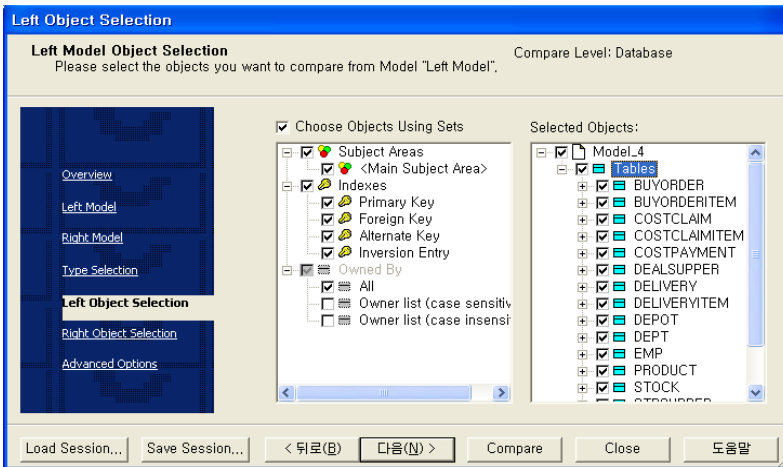 Left Object Selection
Left Model Object Selection
Please select the objects you want to compare from Model "Left Model".
Compare Level: Database
Overview
Left Model
Right Model
Type Selection
Left Object Selection
Right Object Selection
Advanced Options
Choose Objects Using Sets
Subject Areas
<Main Subject Area>
Indexes
Primary Key
Foreign Key
Alternate Key
Inversion Entry
Owned By
All
Owner list (case sensitiv
Owner list (case insensi
Selected Objects:
Model_4
Tables
BUYORDER
BUYORDERITEM
COSTCLAIM
COSTCLAIMITEM
COSTPAYMENT
DEALSUPPER
DELIVERY
DELIVERYITEM
DEPOT
DEPT
EMP
PRODUCT
STOCK
Load Session... Save Session... < 뒤로(B) 다음(N) > Compare Close 도움말